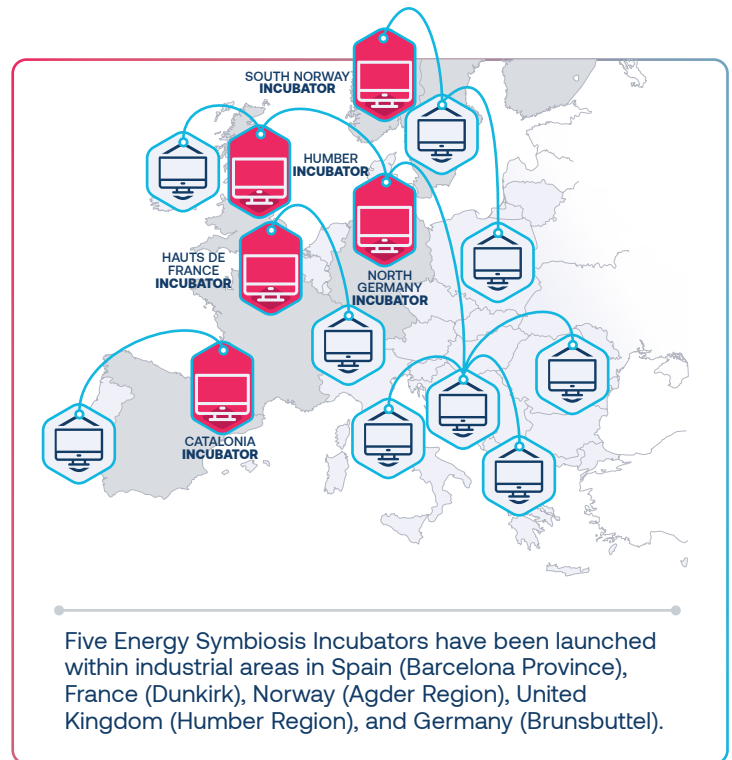 SOUTH NORWAY
INCUBATOR
HUMBER
INCUBATOR
HAUTS DE
FRANCE
INCUBATOR
NORTH
GERMANY
INCUBATOR
CATALONIA
INCUBATOR
Five Energy Symbiosis Incubators have been launched
within industrial areas in Spain (Barcelona Province),
France (Dunkirk), Norway (Agder Region), United
Kingdom (Humber Region), and Germany (Brunsbuttel).